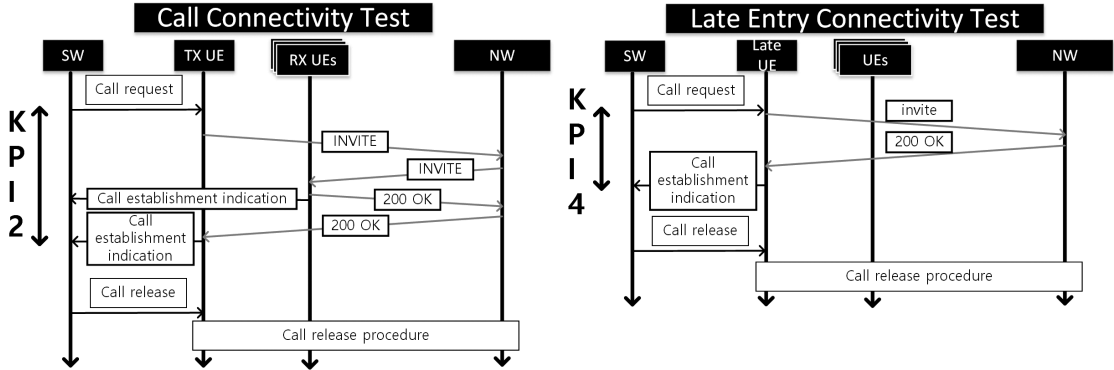 Call Connectivity Test
SW
TX UE
RX UEs
NW
Call request
K
P
I
2
INVITE
INVITE
Call establishment indication
200 OK
200 OK
Call
establishment
indication
Call release
Call release procedure
Late Entry Connectivity Test
SW
Late
UE
UEs
NW
Call request
K
P
I
4
invite
200 OK
Call
establishment
indication
Call release
Call release procedure